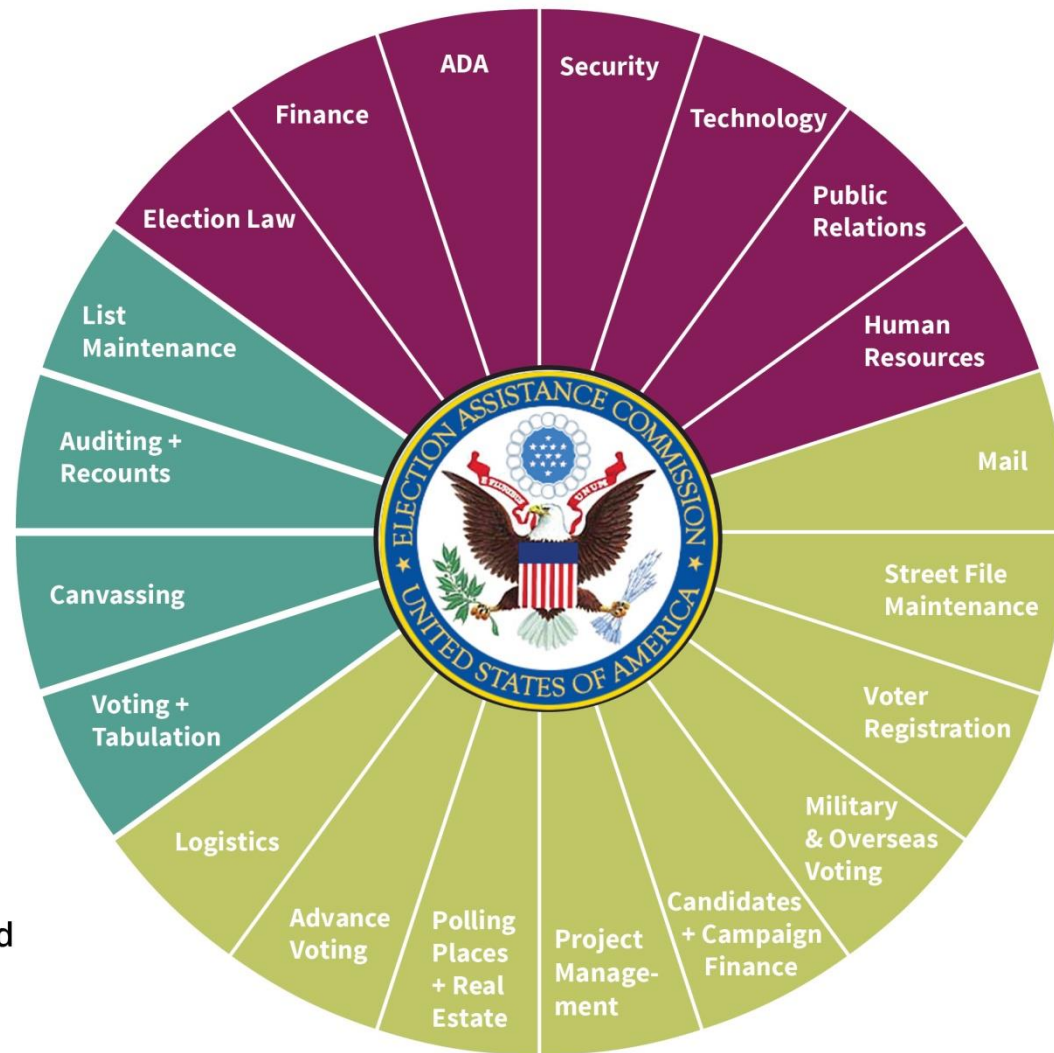 ADA
Security
Technology
Public
Relations
Human
Resources
Mail
Street File
Maintenance
Voter
Registration
Military
& Overseas
Voting
Candidates
+ Campaign
Finance
Project
Manage-
ment
Polling
Places
+ Real
Estate
Advance
Voting
Logistics
Voting +
Tabulation
Canvassing
Auditing +
Recounts
List
Maintenance
Election Law
Finance
ELECTION ASSISTANCE COMMISSION
UNITED STATES OF AMERICA
E PLURIBUS UNUM
d